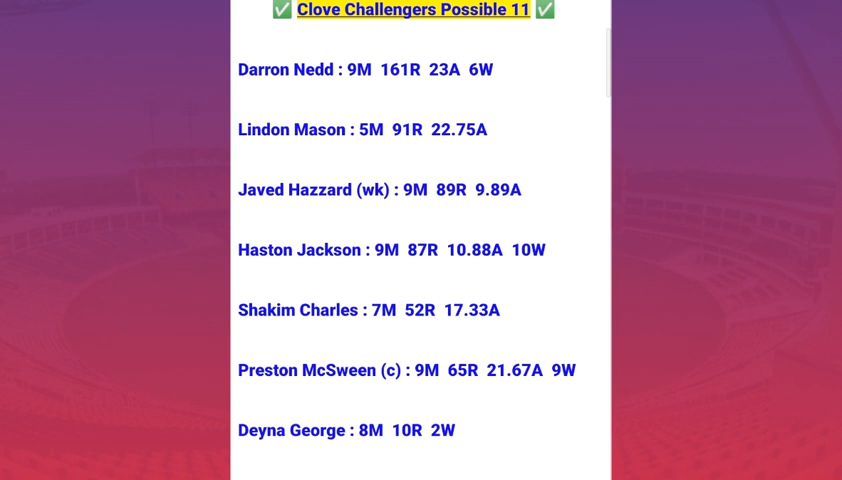 ✅ Clove Challengers Possible 11 ✅
Darron Nedd : 9M 161R 23A 6W
Lindon Mason : 5M 91R 22.75A
Javed Hazzard (wk) : 9M 89R 9.89A
Haston Jackson : 9M 87R 10.88A 10W
Shakim Charles : 7M 52R 17.33A
Preston McSween (c) : 9M 65R 21.67A 9W
Deyna George : 8M 10R 2W